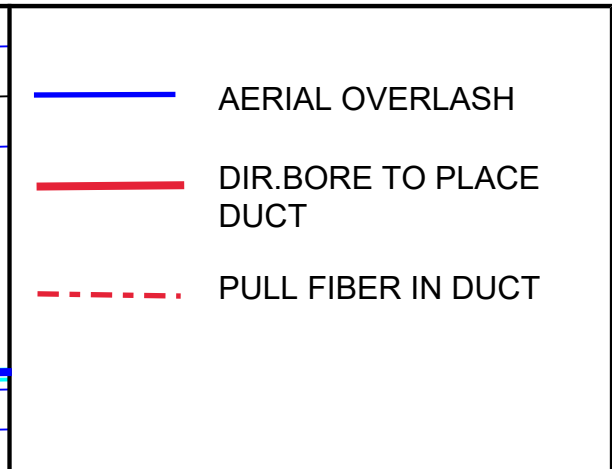 AERIAL OVERLASH
DIR.BORE TO PLACE
DUCT
PULL FIBER IN DUCT